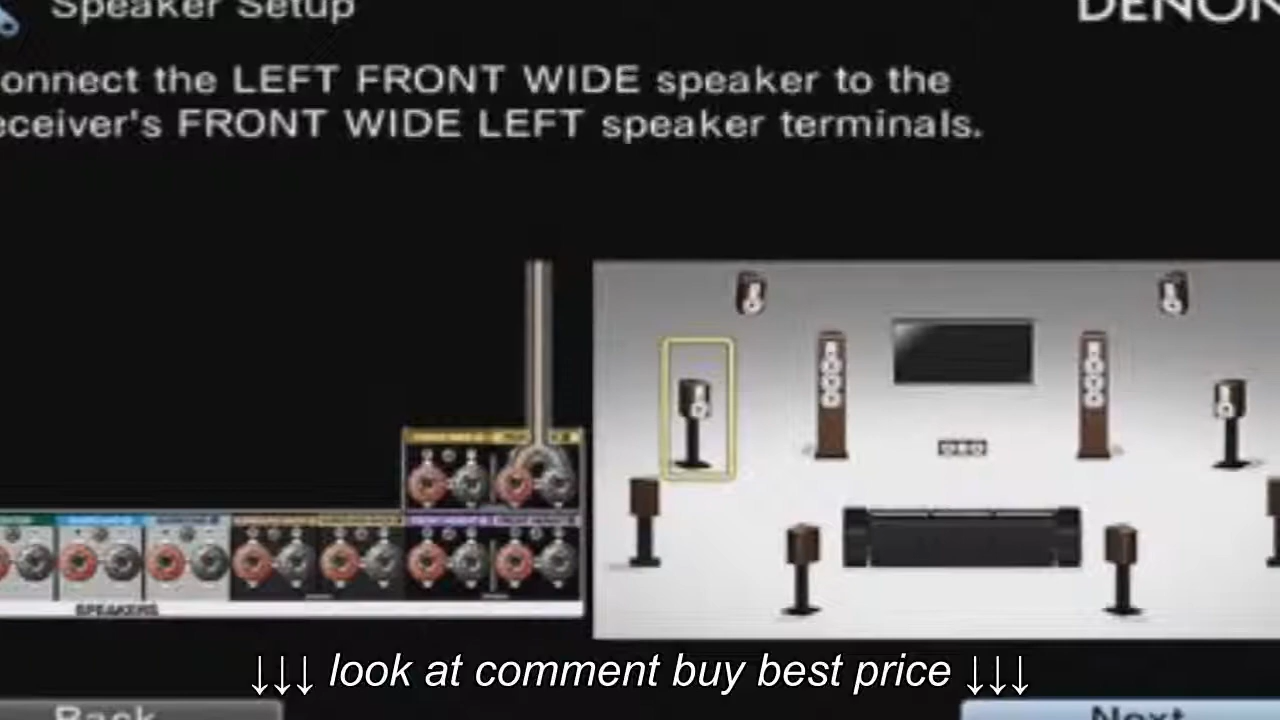 Speaker Setup
DENON
onnect the LEFT FRONT WIDE speaker to the
eceiver's FRONT WIDE LEFT speaker terminals.
SPEAKERS
↓↓↓ look at comment buy best price ↓↓↓
Back
Next